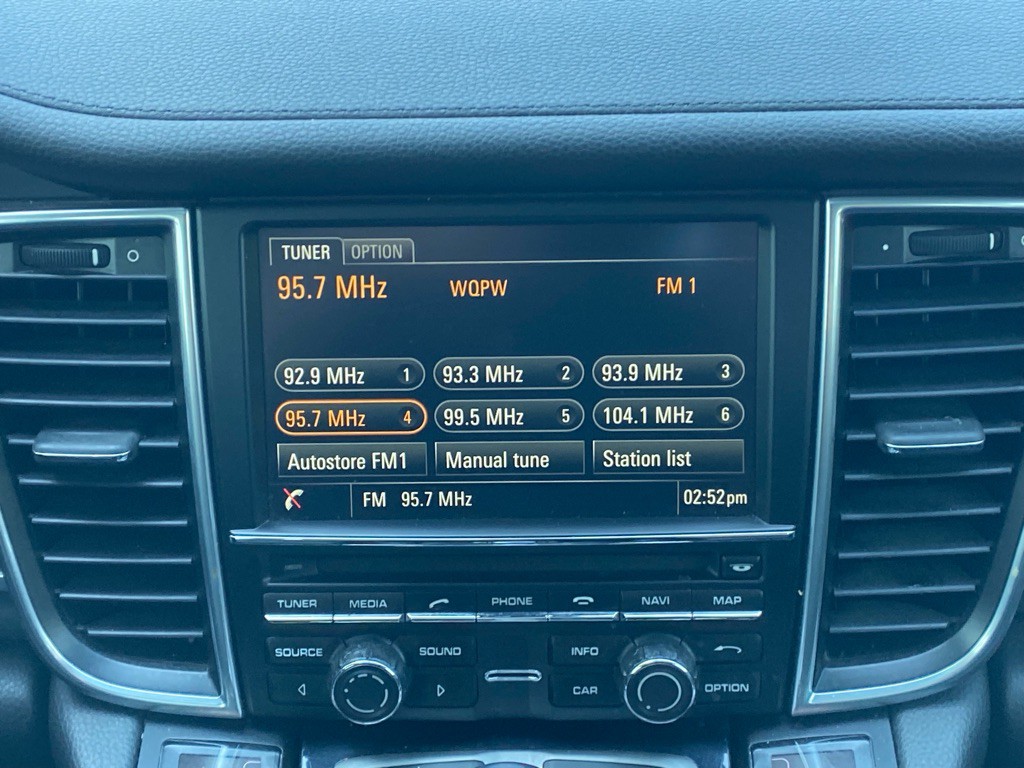 TUNER OPTION
95.7 MHz WQPW FM 1
92.9 MHz 1 93.3 MHz 2 93.9 MHz 3
95.7 MHz 4 99.5 MHz 5 104.1 MHz 6
Autostore FM1 Manual tune Station list
FM 95.7 MHz 02:52pm
TUNER MEDIA PHONE NAVI MAP
SOURCE SOUND INFO
CAR OPTION